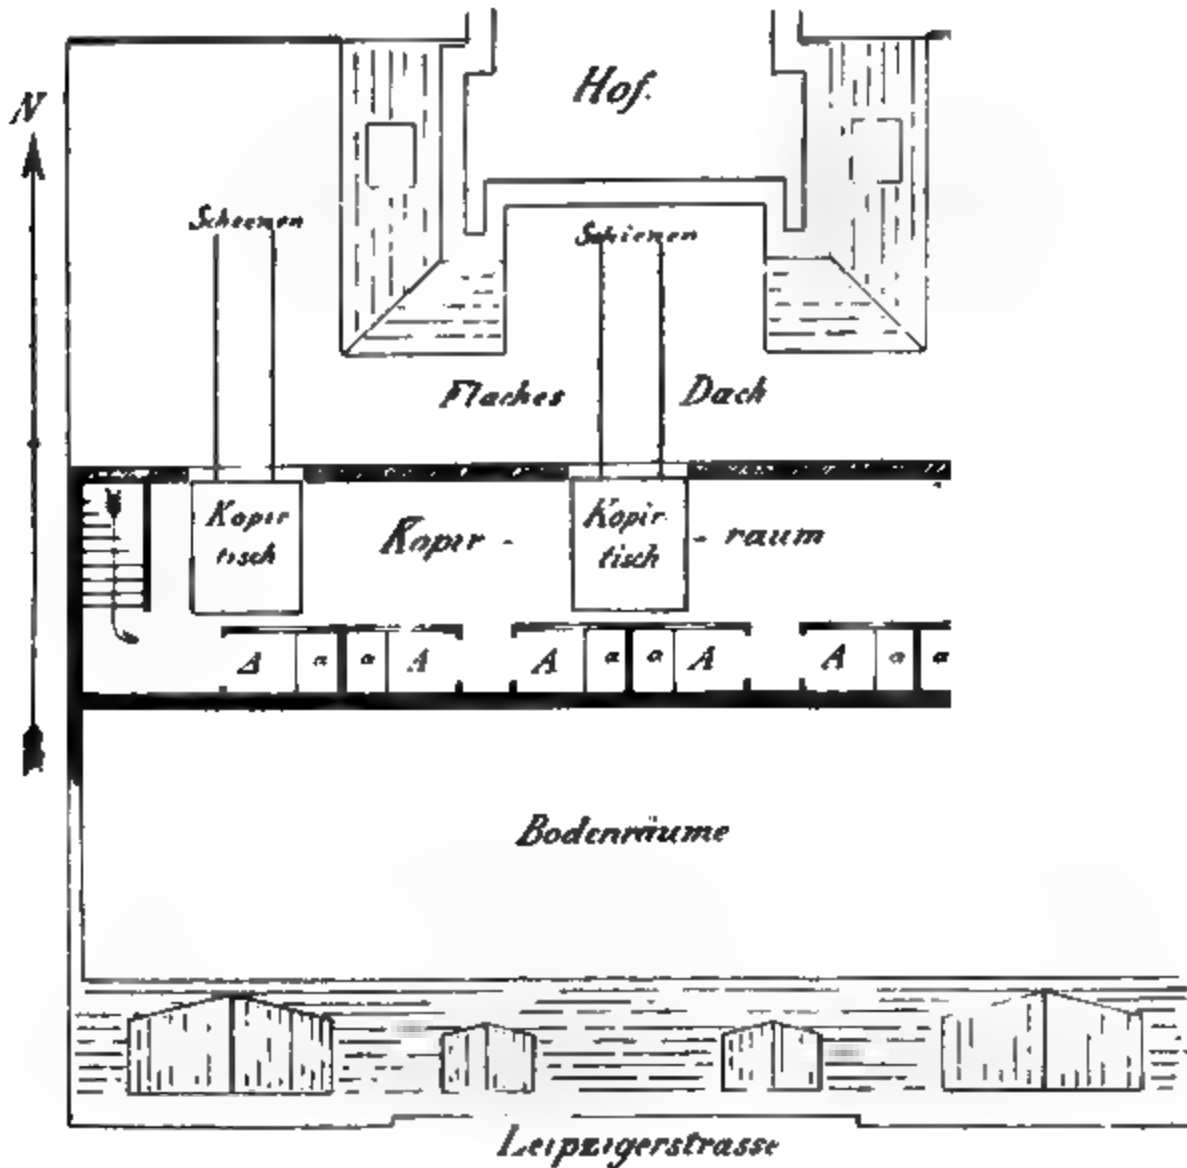 Hof.
N
Schienen Schienen
Flaches Dach
Kopir
tisch
Kopir - - raum
Kopir
tisch
A a a A A a a A A a a
Bodenräume
Leipzigerstrasse